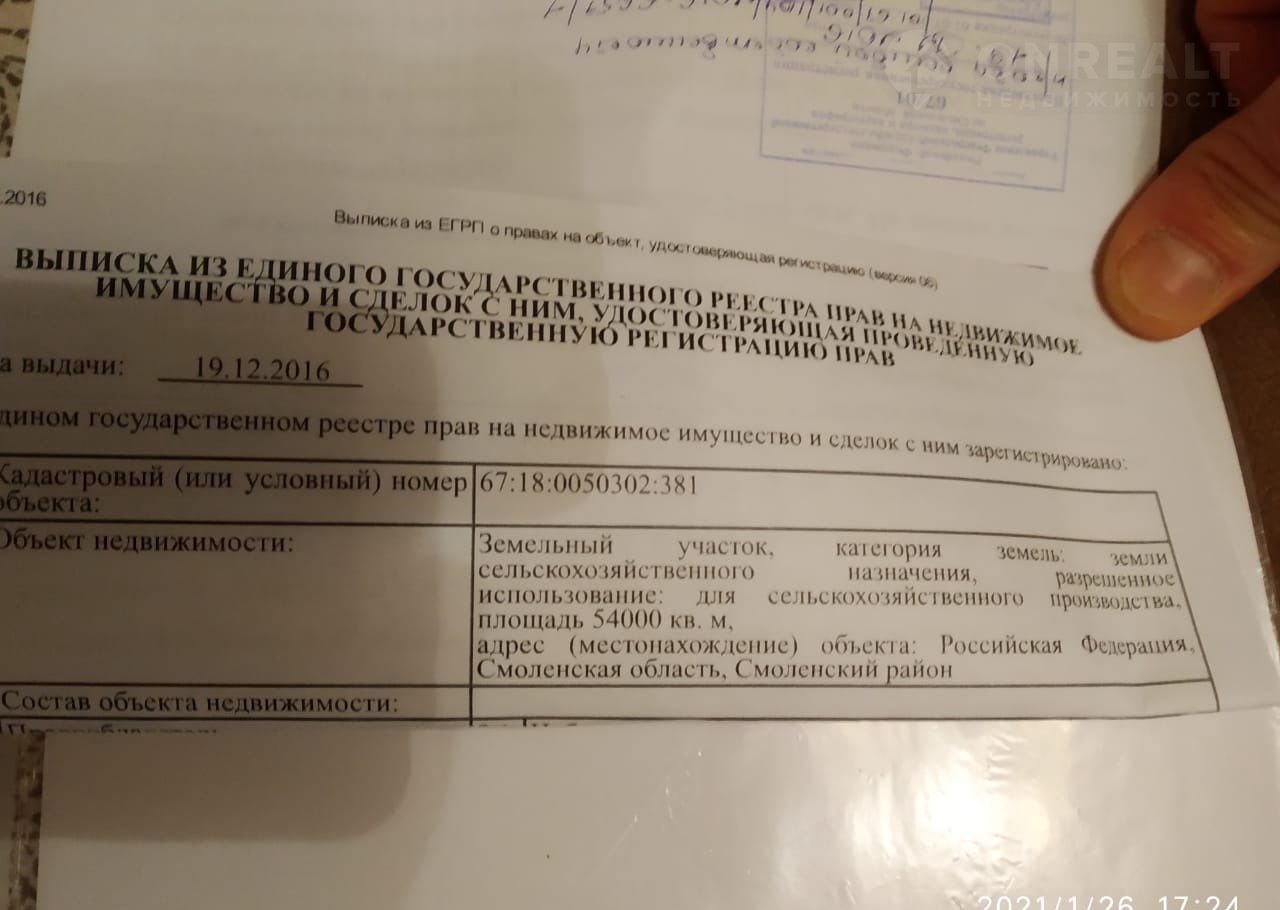 ONREALT
НЕДВИЖИМОСТЬ
67 01
.2016
Выписка из ЕГРП о правах на объект, удостоверяющая регистрацию (версия 06)
ВЫПИСКА ИЗ ЕДИНОГО ГОСУДАРСТВЕННОГО РЕЕСТРА ПРАВ НА НЕДВИЖИМОЕ
ИМУЩЕСТВО И СДЕЛОК С НИМ, УДОСТОВЕРЯЮЩАЯ ПРОВЕДЁННУЮ
ГОСУДАРСТВЕННУЮ РЕГИСТРАЦИЮ ПРАВ
а выдачи: 19.12.2016
дином государственном реестре прав на недвижимое имущество и сделок с ним зарегистрировано:
Кадастровый (или условный) номер 67:18:0050302:381
объекта:
Объект недвижимости: Земельный участок, категория земель: земли
сельскохозяйственного назначения, разрешенное
использование: для сельскохозяйственного производства,
площадь 54000 кв. м,
адрес (местонахождение) объекта: Российская Федерация,
Смоленская область, Смоленский район
Состав объекта недвижимости:
2021/1/26 17:24